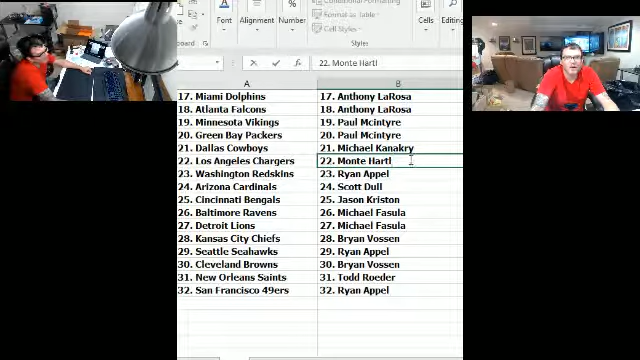 Conditional Formatting
Font
Alignment
Number
Format as Table
Cell Styles
Cells
Editing
Styles
22. Monte Hartl
A B
17. Miami Dolphins 17. Anthony LaRosa
18. Atlanta Falcons 18. Anthony LaRosa
19. Minnesota Vikings 19. Paul Mcintyre
20. Green Bay Packers 20. Paul Mcintyre
21. Dallas Cowboys 21. Michael Kanakry
22. Los Angeles Chargers 22. Monte Hartl
23. Washington Redskins 23. Ryan Appel
24. Arizona Cardinals 24. Scott Dull
25. Cincinnati Bengals 25. Jason Kriston
26. Baltimore Ravens 26. Michael Fasula
27. Detroit Lions 27. Michael Fasula
28. Kansas City Chiefs 28. Bryan Vossen
29. Seattle Seahawks 29. Ryan Appel
30. Cleveland Browns 30. Bryan Vossen
31. New Orleans Saints 31. Todd Roeder
32. San Francisco 49ers 32. Ryan Appel